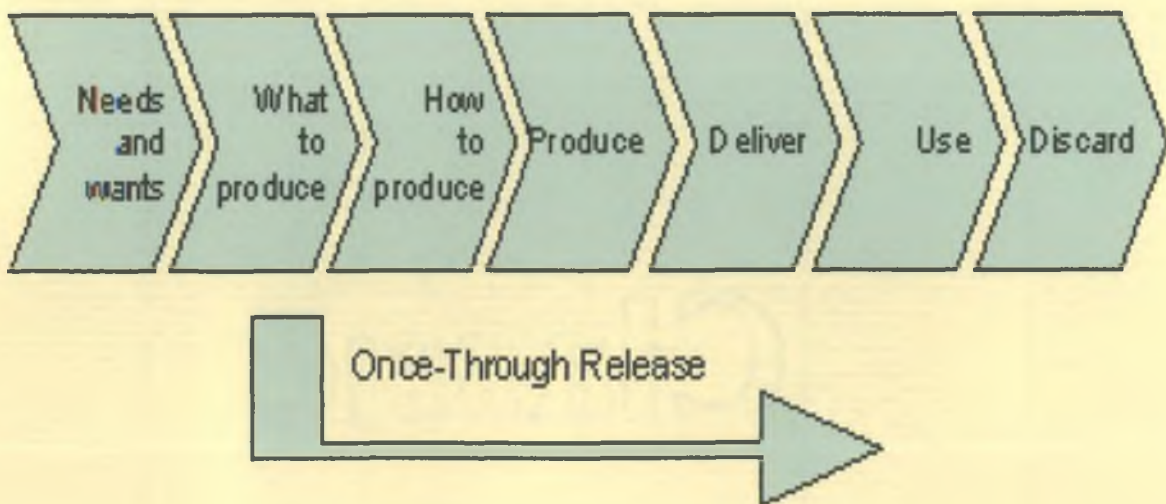 Needs
and
wants
What
to
produce
How
to
produce
Produce
Deliver
Use
Discard
Once-Through Release